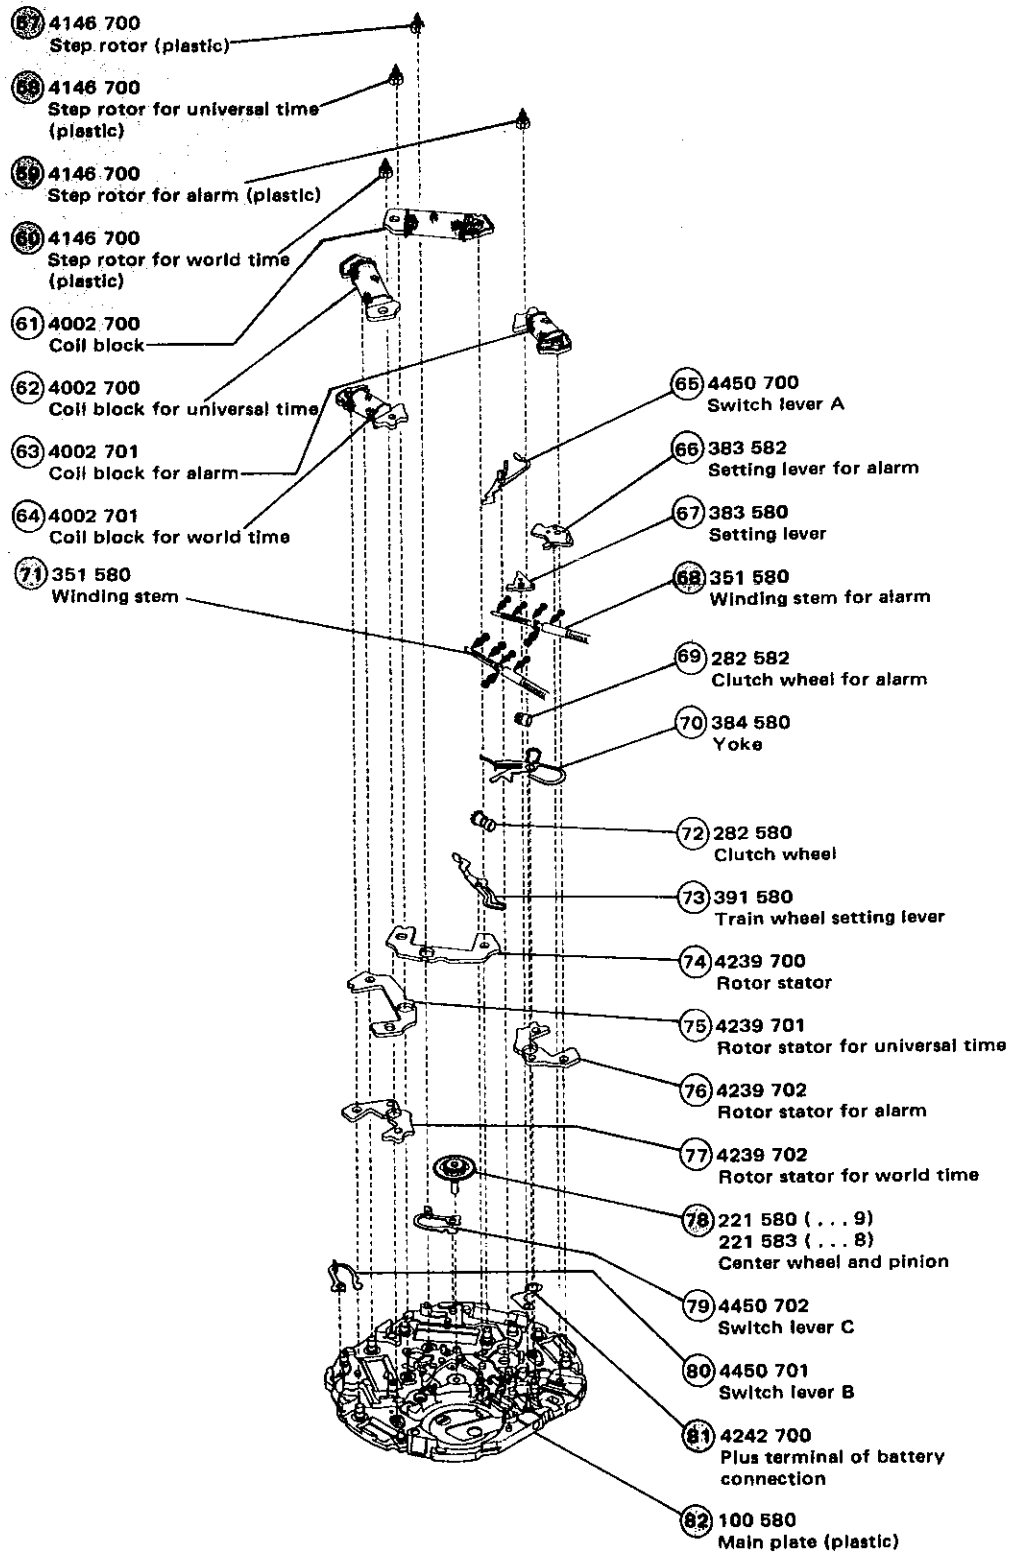 57 4146 700
Step rotor (plastic)
58 4146 700
Step rotor for universal time
(plastic)
59 4146 700
Step rotor for alarm (plastic)
60 4146 700
Step rotor for world time
(plastic)
61 4002 700
Coil block
62 4002 700
Coil block for universal time
63 4002 701
Coil block for alarm
64 4002 701
Coil block for world time
71 351 580
Winding stem
65 4450 700
Switch lever A
66 383 582
Setting lever for alarm
67 383 580
Setting lever
68 351 580
Winding stem for alarm
69 282 582
Clutch wheel for alarm
70 384 580
Yoke
72 282 580
Clutch wheel
73 391 580
Train wheel setting lever
74 4239 700
Rotor stator
75 4239 701
Rotor stator for universal time
76 4239 702
Rotor stator for alarm
77 4239 702
Rotor stator for world time
78 221 580 (...9)
221 583 (...8)
Center wheel and pinion
79 4450 702
Switch lever C
80 4450 701
Switch lever B
81 4242 700
Plus terminal of battery
connection
82 100 580
Main plate (plastic)